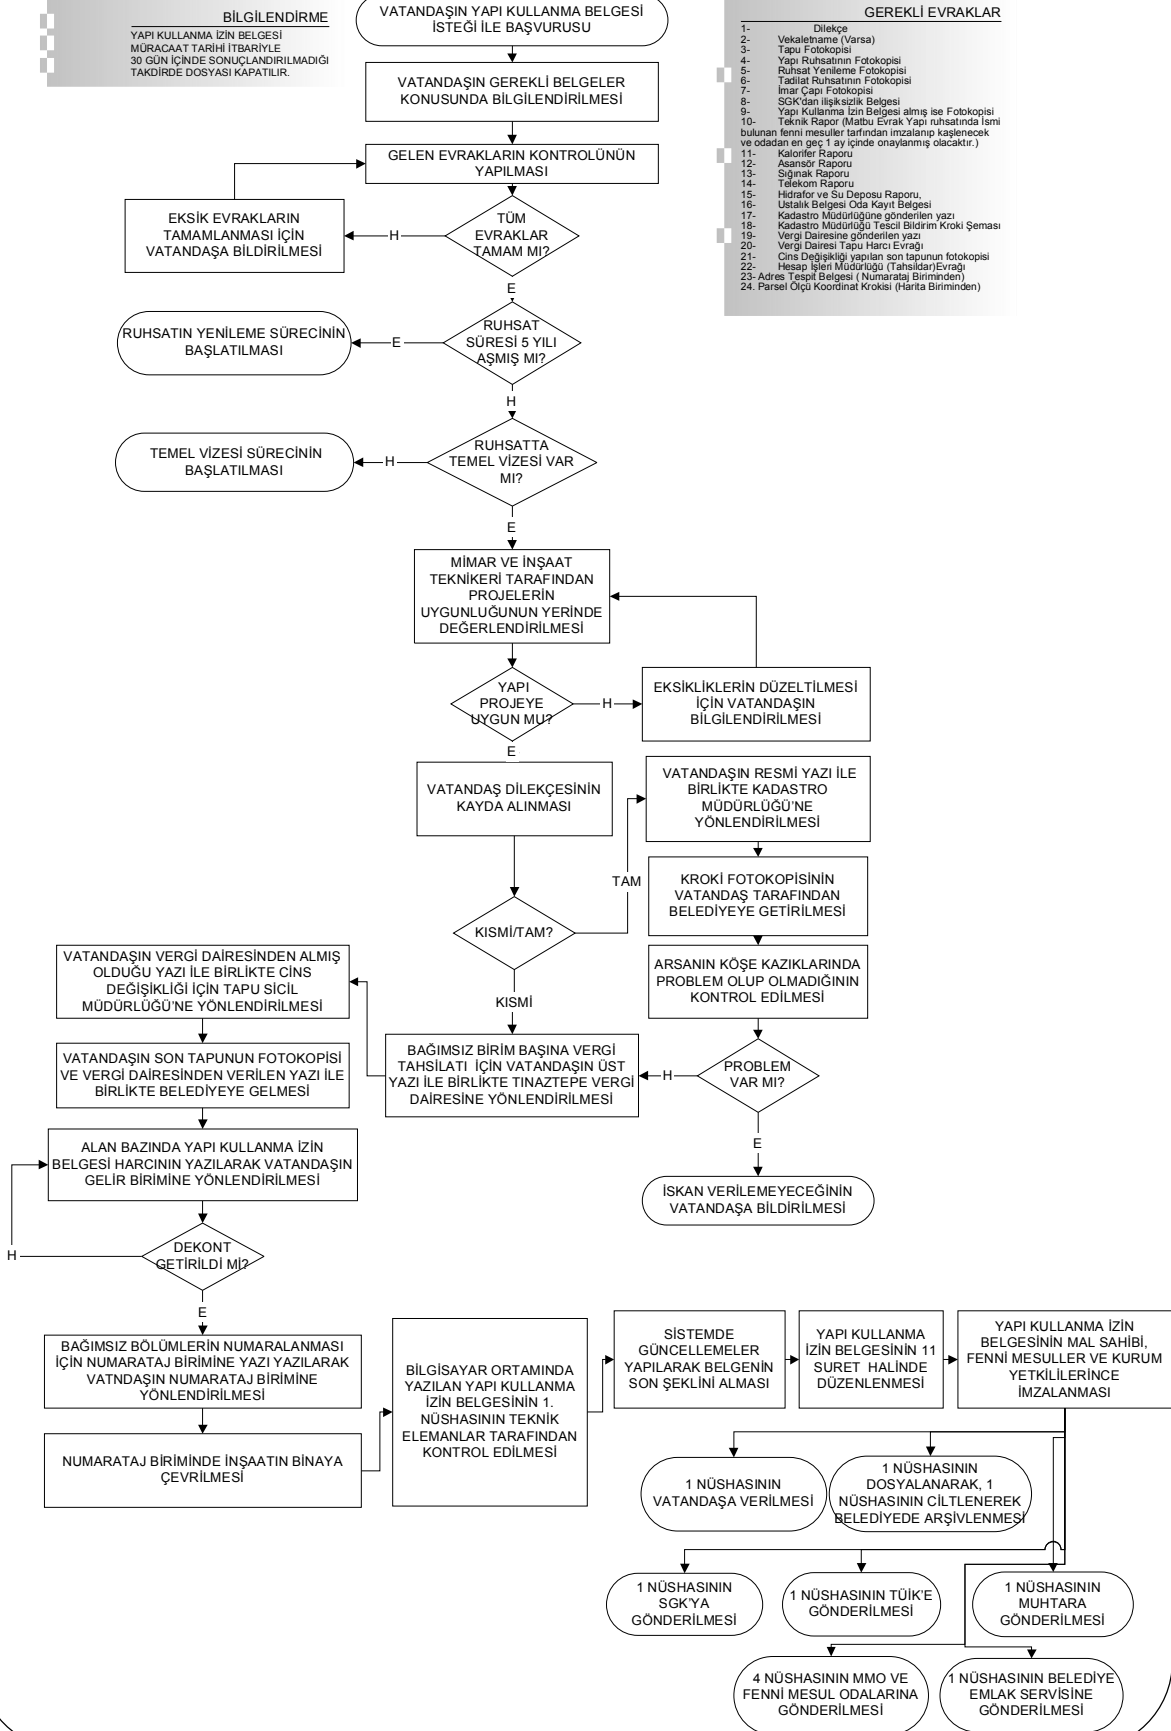 BİLGİLENDİRME
YAPI KULLANMA İZİN BELGESİ
MÜRACAAT TARİHİ İTBARİYLE
30 GÜN İÇİNDE SONUÇLANDIRILMADIĞI
TAKDİRDE DOSYASI KAPATILIR.
VATANDAŞIN YAPI KULLANMA BELGESİ
İSTEĞİ İLE BAŞVURUSU
GEREKLİ EVRAKLAR
1- Dilekçe
2- Vekaletname (Varsa)
3- Tapu Fotokopisi
4- Yapı Ruhsatının Fotokopisi
5- Ruhsat Yenileme Fotokopisi
6- Tadilat Ruhsatının Fotokopisi
7- İmar Çapı Fotokopisi
8- SGK'dan ilişiksizlik Belgesi
9- Yapı Kullanma İzin Belgesi almış ise Fotokopisi
10- Teknik Rapor (Matbu Evrak Yapı ruhsatında İsmi
bulunan fenni mesuller tarfından imzalanıp kaşlenecek
ve odadan en geç 1 ay içinde onaylanmış olacaktır.)
11- Kalorifer Raporu
12- Asansör Raporu
13- Sığınak Raporu
14- Telekom Raporu
15- Hidrafor ve Su Deposu Raporu,
16- Ustalık Belgesi Oda Kayıt Belgesi
17- Kadastro Müdürlüğüne gönderilen yazı
18- Kadastro Müdürlüğü Tescil Bildirim Kroki Şeması
19- Vergi Dairesine gönderilen yazı
20- Vergi Dairesi Tapu Harcı Evrağı
21- Cins Değişikliği yapılan son tapunun fotokopisi
22- Hesap İşleri Müdürlüğü (Tahsildar)Evrağı
23- Adres Tespit Belgesi ( Numarataj Biriminden)
24. Parsel Ölçü Koordinat Krokisi (Harita Biriminden)
VATANDAŞIN GEREKLİ BELGELER
KONUSUNDA BİLGİLENDİRİLMESİ
GELEN EVRAKLARIN KONTROLÜNÜN
YAPILMASI
EKSİK EVRAKLARIN
TAMAMLANMASI İÇİN
VATANDAŞA BİLDİRİLMESİ
H
TÜM
EVRAKLAR
TAMAM MI?
E
RUHSATIN YENİLEME SÜRECİNİN
BAŞLATILMASI
E
RUHSAT
SÜRESİ 5 YILI
AŞMIŞ MI?
H
TEMEL VİZESİ SÜRECİNİN
BAŞLATILMASI
H
RUHSATTA
TEMEL VİZESİ VAR
MI?
E
MİMAR VE İNŞAAT
TEKNİKERİ TARAFINDAN
PROJELERİN
UYGUNLUĞUNUN YERİNDE
DEĞERLENDİRİLMESİ
YAPI
PROJEYE
UYGUN MU?
H
EKSİKLİKLERİN DÜZELTİLMESİ
İÇİN VATANDAŞIN
BİLGİLENDİRİLMESİ
E
VATANDAŞ DİLEKÇESİNİN
KAYDA ALINMASI
VATANDAŞIN RESMİ YAZI İLE
BİRLİKTE KADASTRO
MÜDÜRLÜĞÜ'NE
YÖNLENDİRİLMESİ
TAM
KROKİ FOTOKOPİSİNİN
VATANDAŞ TARAFINDAN
BELEDİYEYE GETİRİLMESİ
KISMİ/TAM?
ARSANIN KÖŞE KAZIKLARINDA
PROBLEM OLUP OLMADIĞININ
KONTROL EDİLMESİ
KISMİ
VATANDAŞIN VERGİ DAİRESİNDEN ALMIŞ
OLDUĞU YAZI İLE BİRLİKTE CİNS
DEĞİŞİKLİĞİ İÇİN TAPU SİCİL
MÜDÜRLÜĞÜ'NE YÖNLENDİRİLMESİ
BAĞIMSIZ BİRİM BAŞINA VERGİ
TAHSİLATI İÇİN VATANDAŞIN ÜST
YAZI İLE BİRLİKTE TINAZTEPE VERGİ
DAİRESİNE YÖNLENDİRİLMESİ
H
PROBLEM
VAR MI?
E
İSKAN VERİLEMEYECEĞİNİN
VATANDAŞA BİLDİRİLMESİ
VATANDAŞIN SON TAPUNUN FOTOKOPİSİ
VE VERGİ DAİRESİNDEN VERİLEN YAZI İLE
BİRLİKTE BELEDİYEYE GELMESİ
ALAN BAZINDA YAPI KULLANMA İZİN
BELGESİ HARCININ YAZILARAK VATANDAŞIN
GELİR BİRİMİNE YÖNLENDİRİLMESİ
H
DEKONT
GETİRİLDİ Mİ?
E
BAĞIMSIZ BÖLÜMLERİN NUMARALANMASI
İÇİN NUMARATAJ BİRİMİNE YAZI YAZILARAK
VATNDAŞIN NUMARATAJ BİRİMİNE
YÖNLENDİRİLMESİ
NUMARATAJ BİRİMİNDE İNŞAATIN BİNAYA
ÇEVRİLMESİ
BİLGİSAYAR ORTAMINDA
YAZILAN YAPI KULLANMA
İZİN BELGESİNİN 1.
NÜSHASININ TEKNİK
ELEMANLAR TARAFINDAN
KONTROL EDİLMESİ
SİSTEMDE
GÜNCELLEMELER
YAPILARAK BELGENİN
SON ŞEKLİNİ ALMASI
YAPI KULLANMA
İZİN BELGESİNİN 11
SURET HALİNDE
DÜZENLENMESİ
YAPI KULLANMA İZİN
BELGESİNİN MAL SAHİBİ,
FENNİ MESULLER VE KURUM
YETKİLİLERİNCE
İMZALANMASI
1 NÜSHASININ
VATANDAŞA VERİLMESİ
1 NÜSHASININ
DOSYALANARAK, 1
NÜSHASININ CİLTLENEREK
BELEDİYEDE ARŞİVLENMESİ
1 NÜSHASININ
SGK'YA
GÖNDERİLMESİ
1 NÜSHASININ TÜİK'E
GÖNDERİLMESİ
1 NÜSHASININ
MUHTARA
GÖNDERİLMESİ
4 NÜSHASININ MMO VE
FENNİ MESUL ODALARINA
GÖNDERİLMESİ
1 NÜSHASININ BELEDİYE
EMLAK SERVİSİNE
GÖNDERİLMESİ